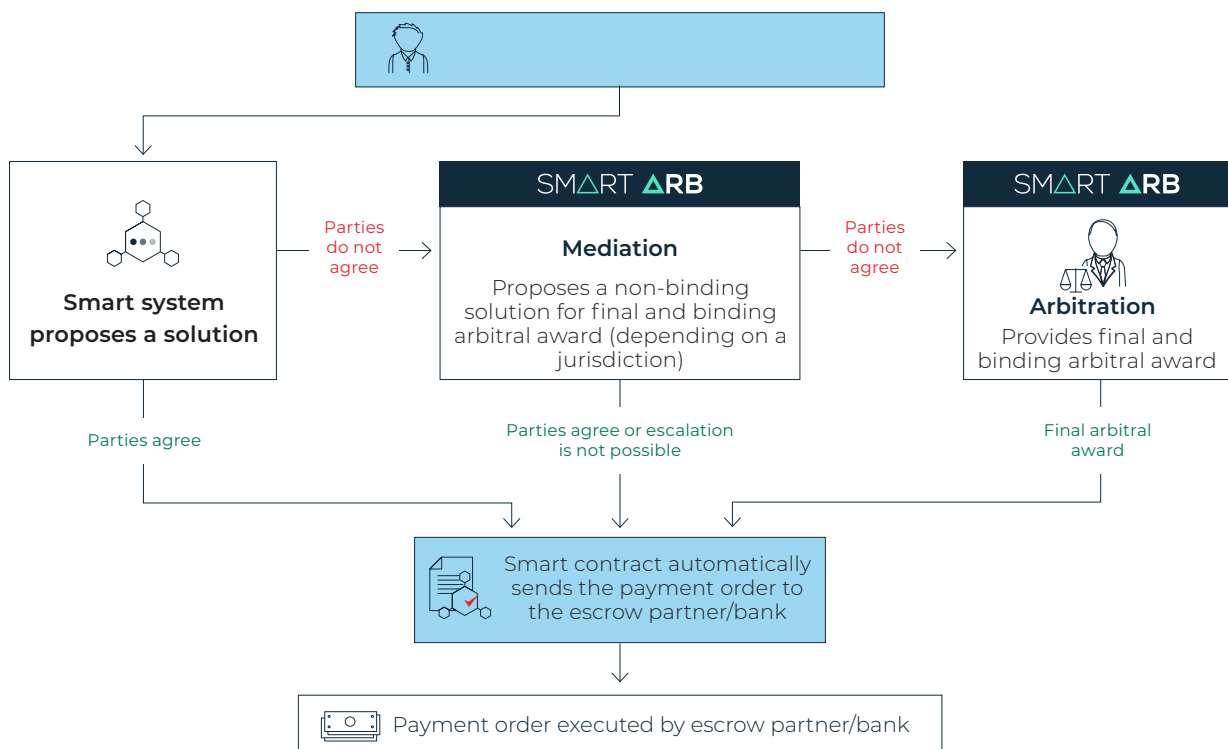 SMART ARB
SMART ARB
Parties
do not
agree
Parties
do not
agree
Smart system
proposes a solution
Mediation
Proposes a non-binding
solution for final and binding
arbitral award (depending on a
jurisdiction)
Arbitration
Provides final and
binding arbitral award
Parties agree
Parties agree or escalation
is not possible
Final arbitral
award
Smart contract automatically
sends the payment order to
the escrow partner/bank
Payment order executed by escrow partner/bank